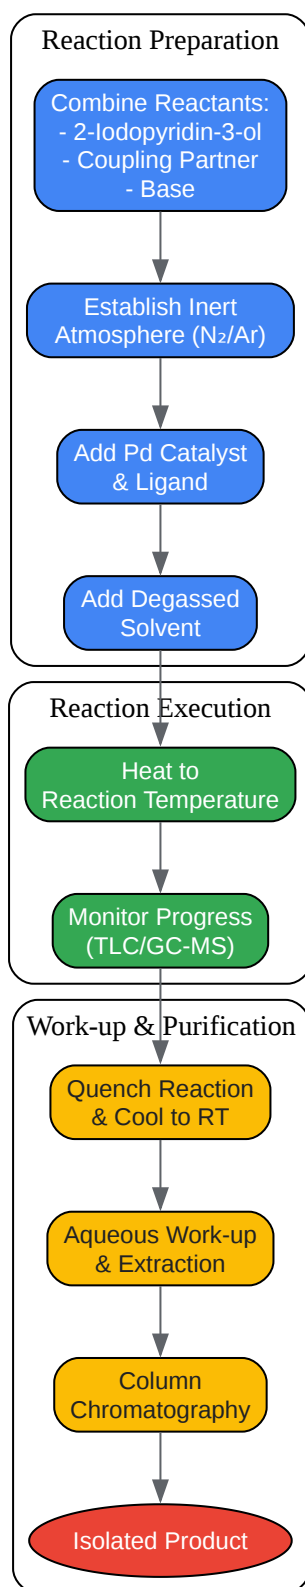 Reaction Preparation
Combine Reactants:
- 2-Iodopyridin-3-ol
- Coupling Partner
- Base
Establish Inert
Atmosphere (N₂/Ar)
Add Pd Catalyst
& Ligand
Add Degassed
Solvent
Reaction Execution
Heat to
Reaction Temperature
Monitor Progress
(TLC/GC-MS)
Work-up & Purification
Quench Reaction
& Cool to RT
Aqueous Work-up
& Extraction
Column
Chromatography
Isolated Product